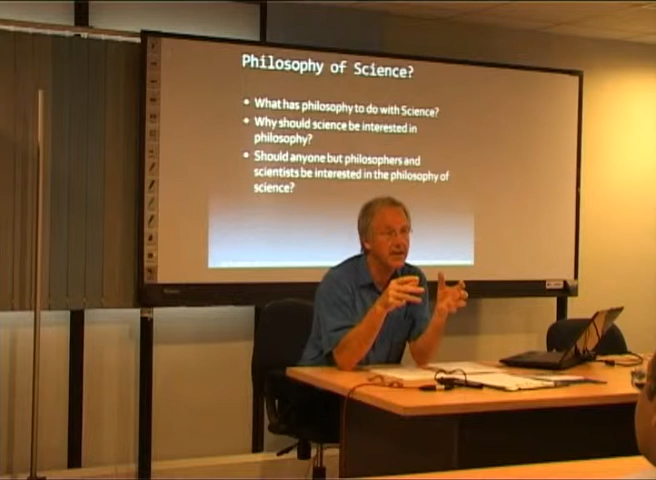 Philosophy of Science?
• What has philosophy to do with Science?
• Why should science be interested in
philosophy?
• Should anyone but philosophers and
scientists be interested in the philosophy of
science?